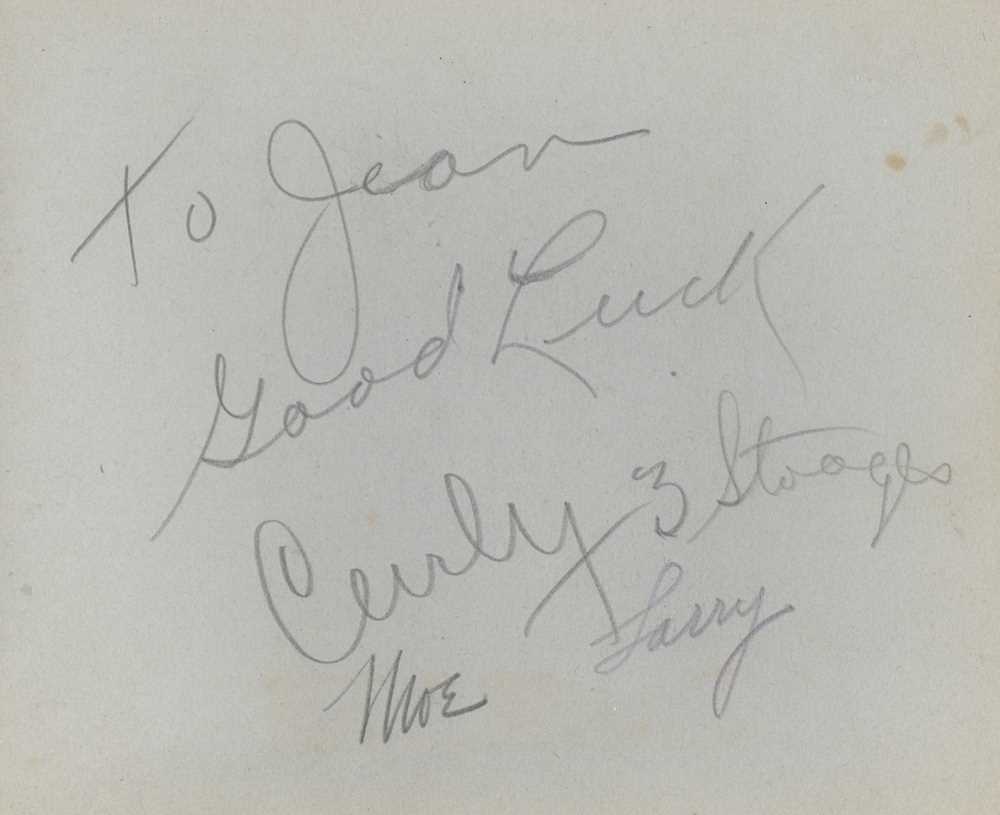 To Jean
Good Luck
Curly 3 Stooges
Larry
Moe